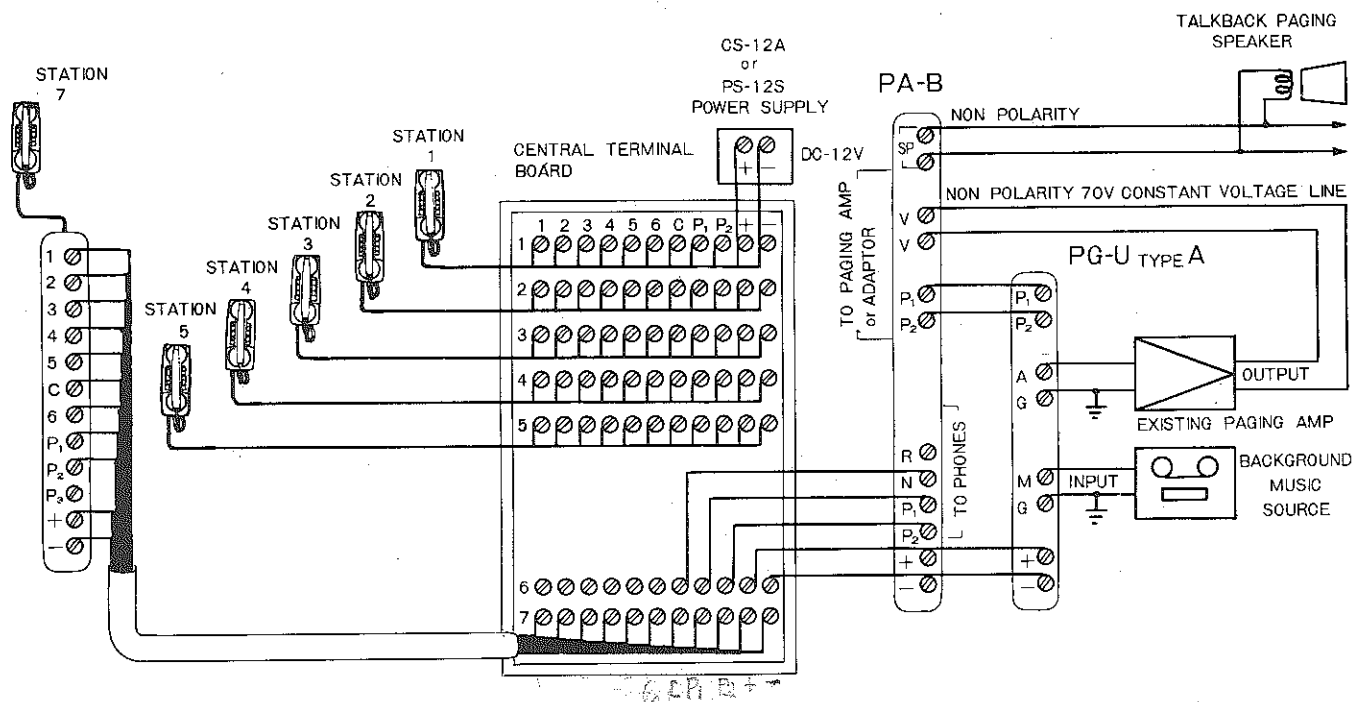 STATION
7
1
2
3
4
5
C
6
P₁
P₂
P₃
+
−
STATION
5
STATION
4
STATION
3
STATION
2
STATION
1
CENTRAL TERMINAL
BOARD
CS-12A
or
PS-12S
POWER SUPPLY
+ −
DC-12V
1 2 3 4 5 6 C P₁ P₂ + −
1
2
3
4
5
6
7
6 C P₁ P₂ + −
PA-B
SP
V
V
P₁
P₂
R
N
P₁
P₂
+
−
TO PAGING AMP
or ADAPTOR
TO PHONES
TALKBACK PAGING
SPEAKER
NON POLARITY
NON POLARITY 70V CONSTANT VOLTAGE LINE
PG-U TYPE A
P₁
P₂
A
G
M
G
+
−
OUTPUT
EXISTING PAGING AMP
INPUT
BACKGROUND
MUSIC
SOURCE